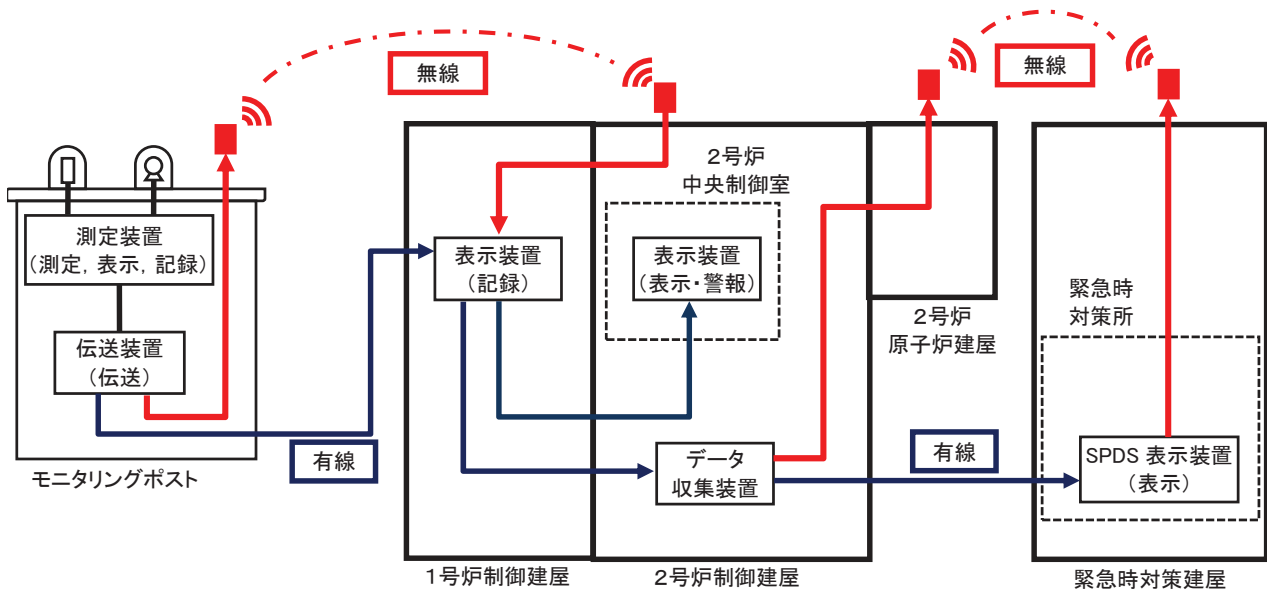 無線
無線
2号炉
中央制御室
測定装置
(測定, 表示, 記録)
表示装置
(記録)
表示装置
(表示・警報)
緊急時
対策所
2号炉
原子炉建屋
伝送装置
(伝送)
有線
モニタリングポスト
データ
収集装置
有線
SPDS 表示装置
(表示)
1号炉制御建屋
2号炉制御建屋
緊急時対策建屋